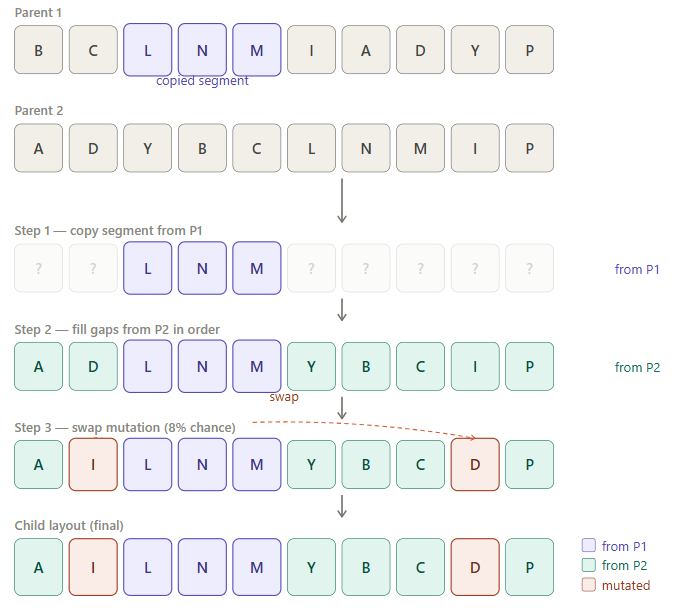 Parent 1
B C L N M I A D Y P
copied segment
Parent 2
A D Y B C L N M I P
Step 1 — copy segment from P1
? ? L N M ? ? ? ? ?
from P1
Step 2 — fill gaps from P2 in order
A D L N M Y B C I P
from P2
swap
Step 3 — swap mutation (8% chance)
A I L N M Y B C D P
Child layout (final)
A I L N M Y B C D P
from P1
from P2
mutated